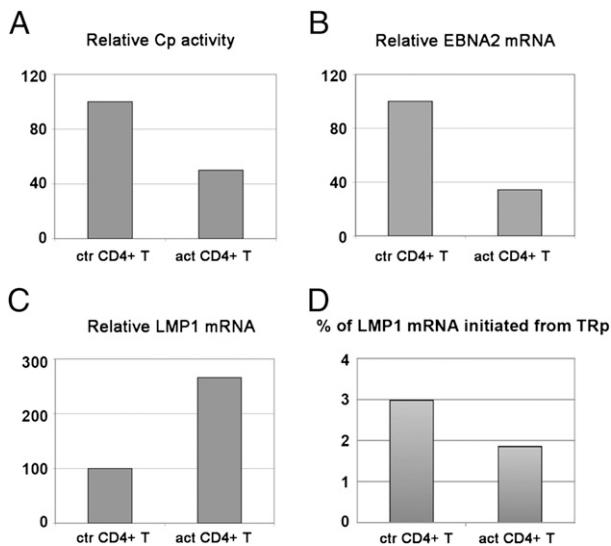 A
Relative Cp activity
120
80
40
0
ctr CD4+ T act CD4+ T
B
Relative EBNA2 mRNA
120
80
40
0
ctr CD4+ T act CD4+ T
C
Relative LMP1 mRNA
300
200
100
0
ctr CD4+ T act CD4+ T
D
% of LMP1 mRNA initiated from TRp
4
3
2
1
0
ctr CD4+ T act CD4+ T